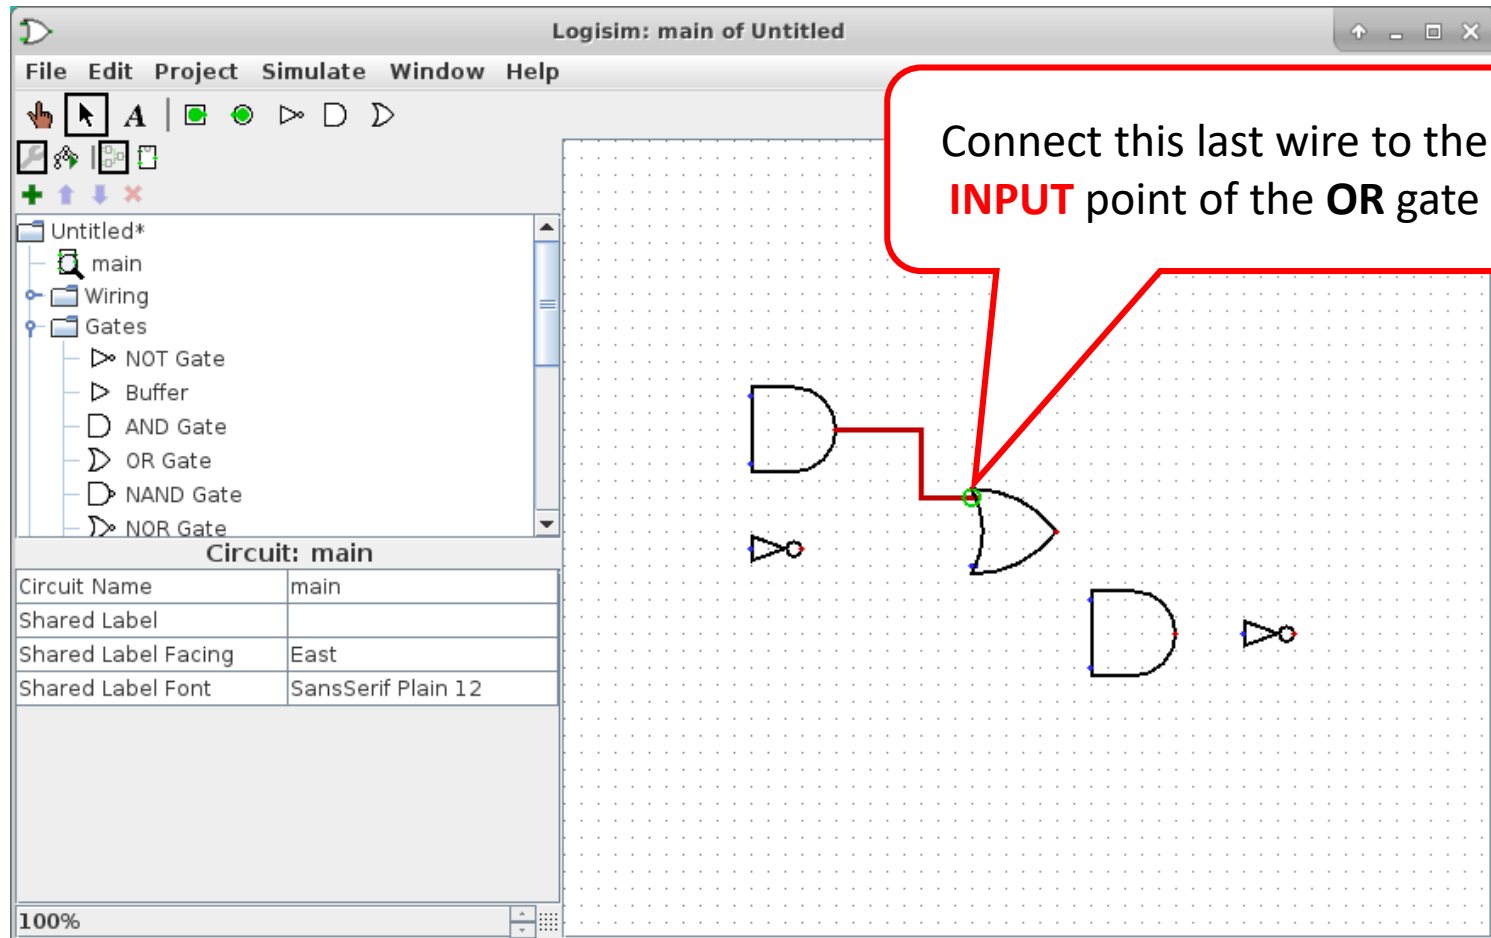 Logisim: main of Untitled
File Edit Project Simulate Window Help
A
Connect this last wire to the
INPUT point of the OR gate
Untitled*
main
Wiring
Gates
NOT Gate
Buffer
AND Gate
OR Gate
NAND Gate
NOR Gate
Circuit: main
Circuit Name main
Shared Label
Shared Label Facing East
Shared Label Font SansSerif Plain 12
100%